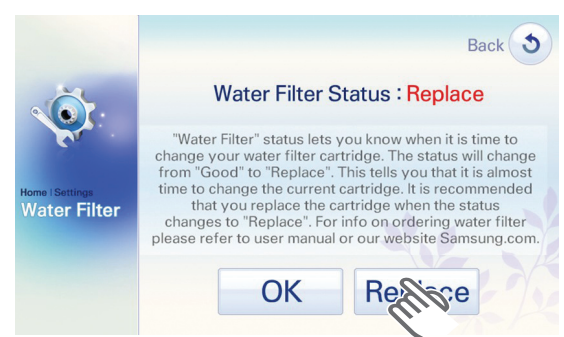 Back
Water Filter Status : Replace
"Water Filter" status lets you know when it is time to
change your water filter cartridge. The status will change
from "Good" to "Replace". This tells you that it is almost
time to change the current cartridge. It is recommended
that you replace the cartridge when the status
changes to "Replace". For info on ordering water filter
please refer to user manual or our website Samsung.com.
Home | Settings
Water Filter
OK
Replace